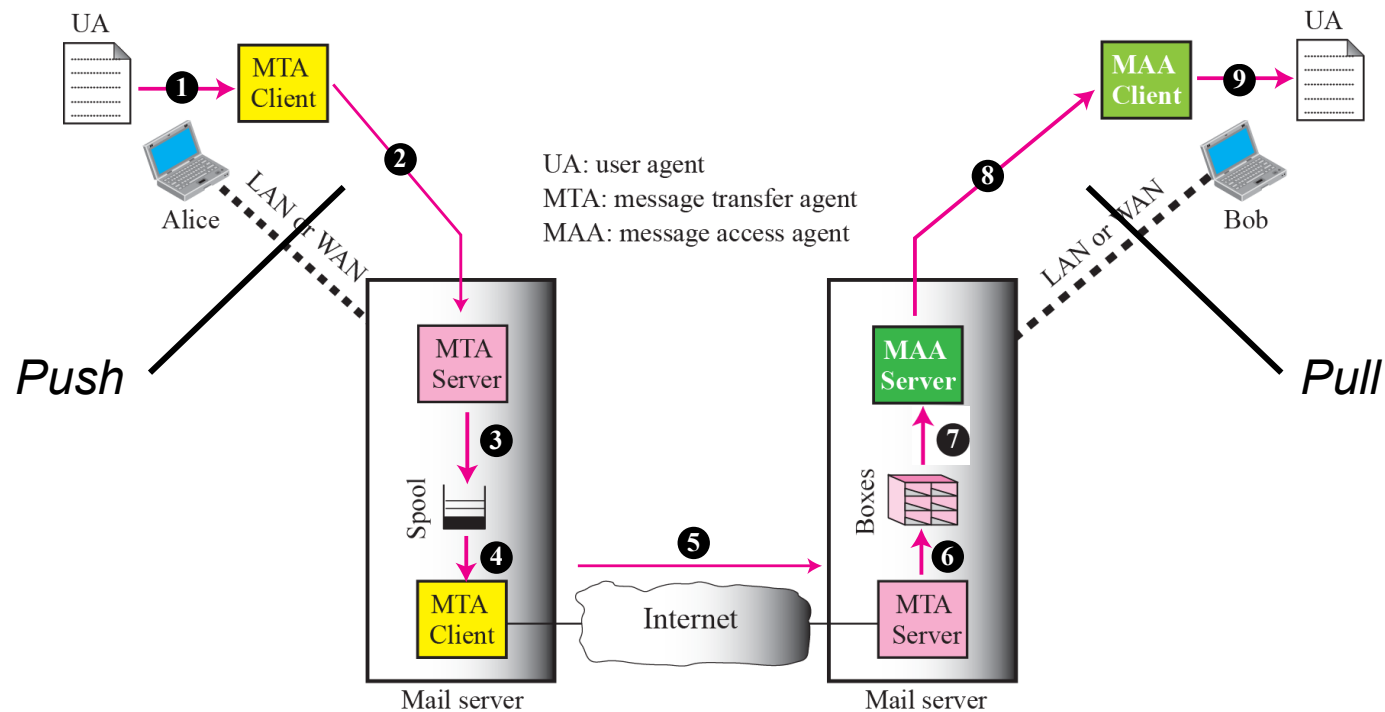 UA
1
MTA
Client
2
Alice
LAN or WAN
Push
UA: user agent
MTA: message transfer agent
MAA: message access agent
MTA
Server
3
Spool
4
MTA
Client
Mail server
5
Internet
MTA
Server
6
Boxes
7
MAA
Server
Mail server
8
MAA
Client
9
UA
Bob
LAN or WAN
Pull